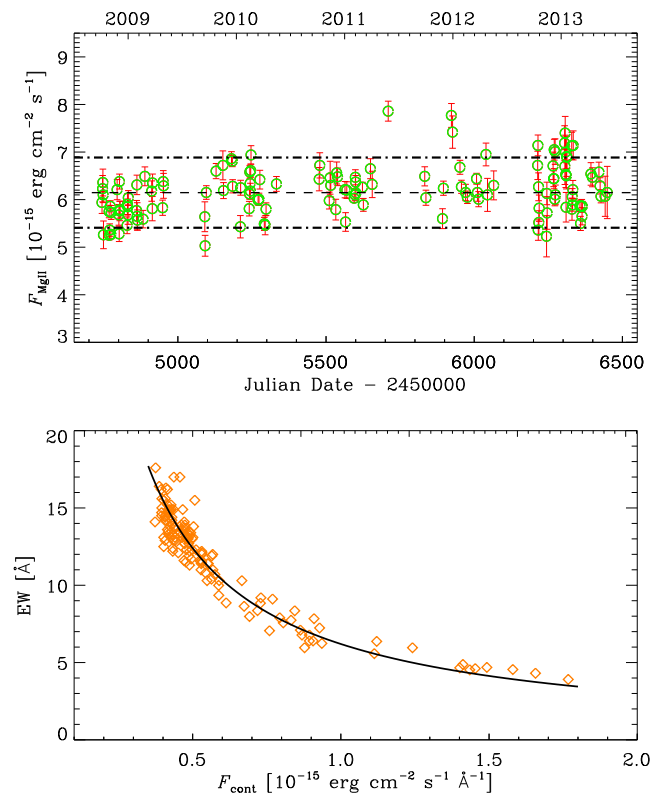 2009 2010 2011 2012 2013
9
8
7
6
5
4
3
F_MgII [10⁻¹⁵ erg cm⁻² s⁻¹]
5000 5500 6000 6500
Julian Date − 2450000
20
15
10
5
0
EW [Å]
0.5 1.0 1.5 2.0
F_cont [10⁻¹⁵ erg cm⁻² s⁻¹ Å⁻¹]